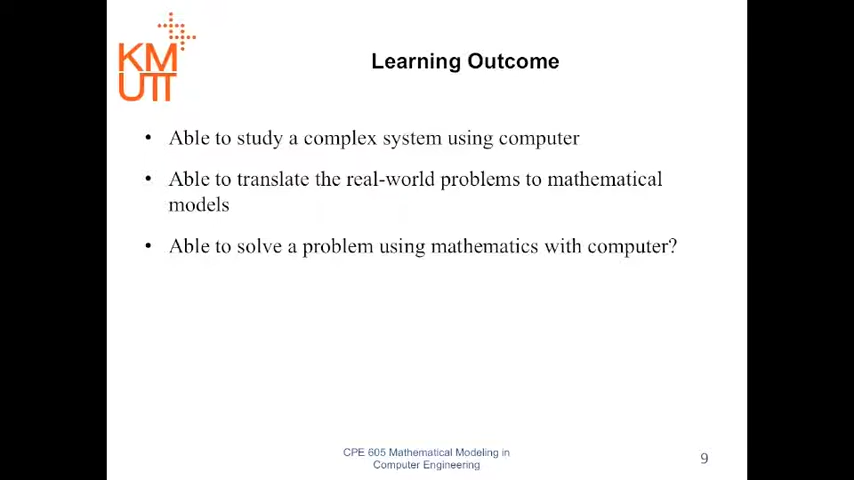 KM
UTT
Learning Outcome
• Able to study a complex system using computer
• Able to translate the real-world problems to mathematical
models
• Able to solve a problem using mathematics with computer?
CPE 605 Mathematical Modeling in
Computer Engineering
9